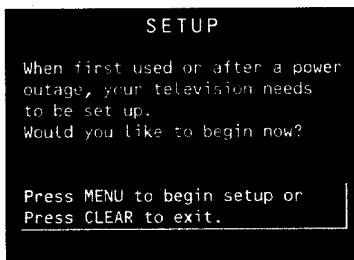 SETUP
When first used or after a power
outage, your television needs
to be set up.
Would you like to begin now?
Press MENU to begin setup or
Press CLEAR to exit.